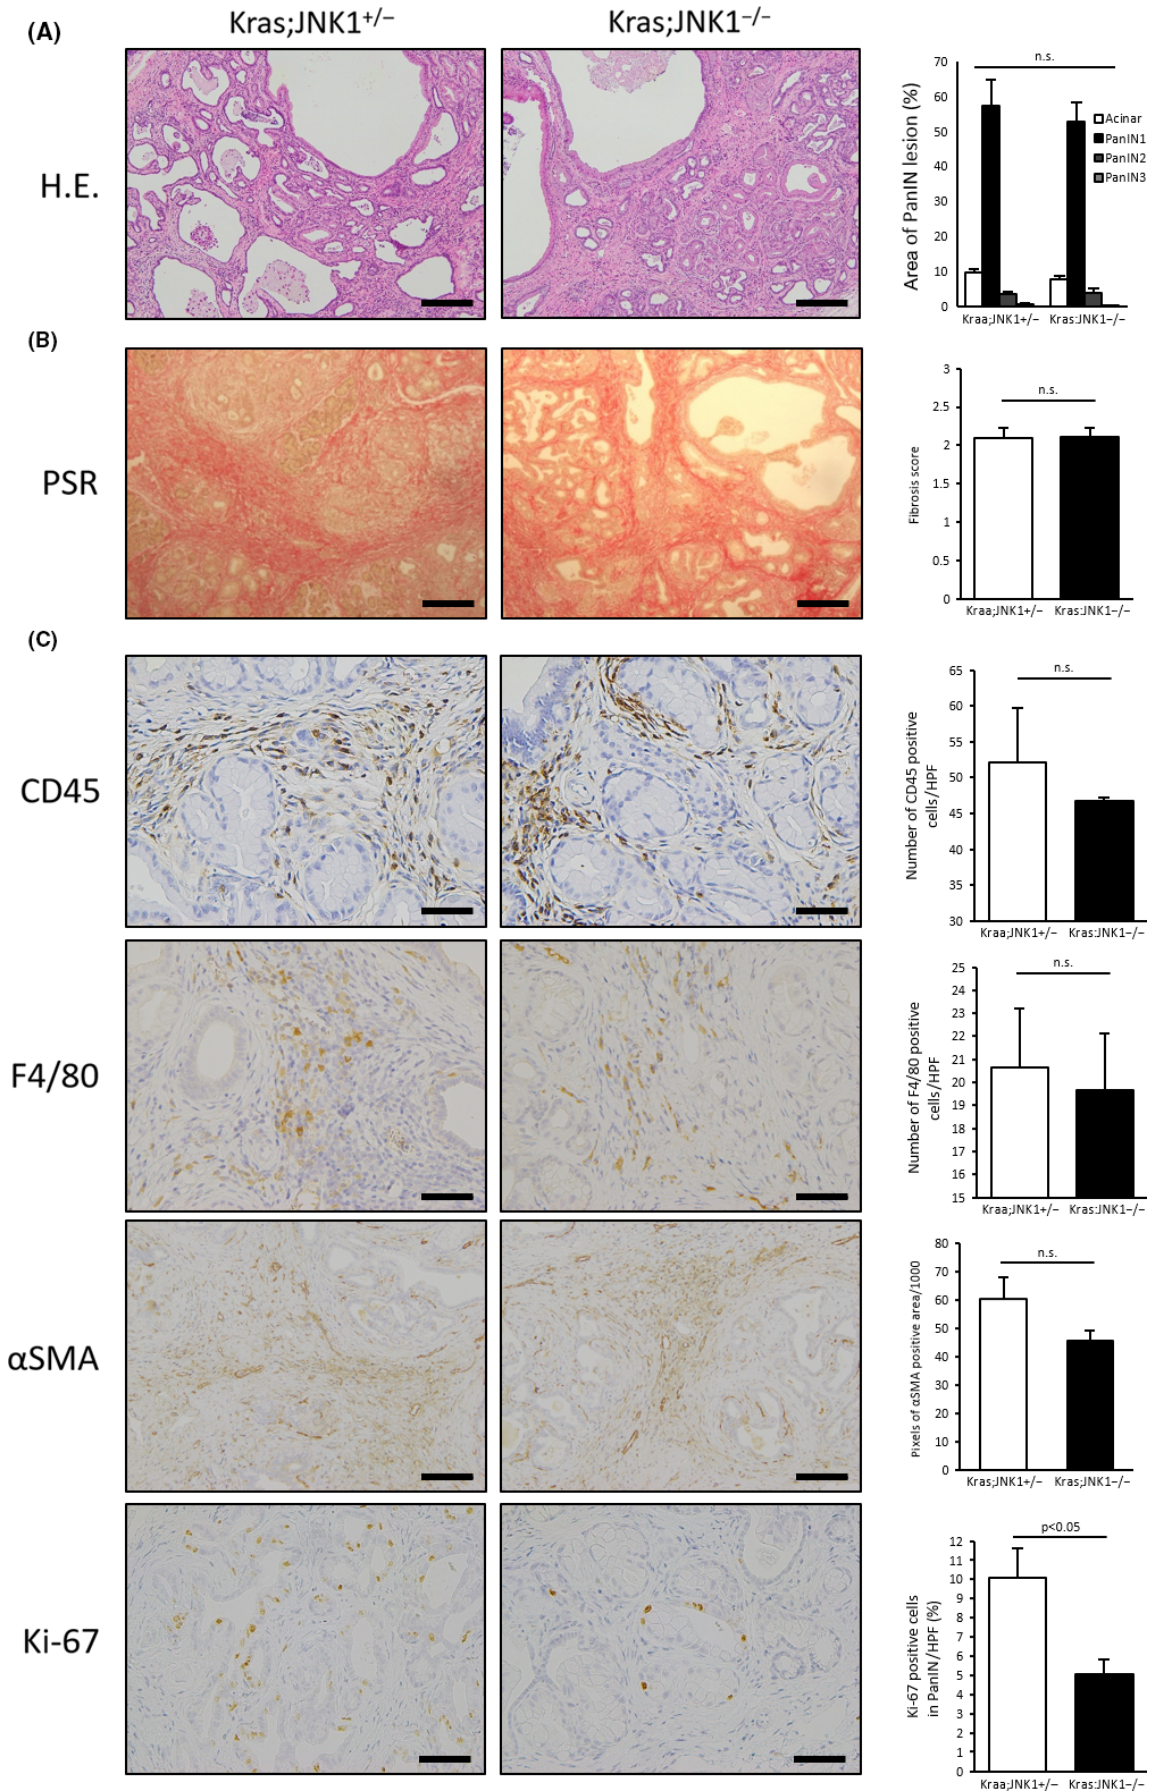 (A)
Kras;JNK1+/−
Kras;JNK1−/−
H.E.
Area of PanIN lesion (%)
70
60
50
40
30
20
10
0
n.s.
Acinar
PanIN1
PanIN2
PanIN3
Kraa;JNK1+/−
Kras:JNK1−/−
(B)
PSR
Fibrosis score
3
2.5
2
1.5
1
0.5
0
n.s.
Kraa;JNK1+/−
Kras:JNK1−/−
(C)
CD45
Number of CD45 positive
cells/HPF
65
60
55
50
45
40
35
30
n.s.
Kraa;JNK1+/−
Kras:JNK1−/−
F4/80
Number of F4/80 positive
cells/HPF
25
24
23
22
21
20
19
18
17
16
15
n.s.
Kraa;JNK1+/−
Kras:JNK1−/−
αSMA
Pixels of αSMA positive area/1000
80
70
60
50
40
30
20
10
0
n.s.
Kras;JNK1+/−
Kras;JNK1−/−
Ki-67
Ki-67 positive cells
in PanIN/HPF (%)
12
11
10
9
8
7
6
5
4
3
2
1
0
p<0.05
Kraa;JNK1+/−
Kras:JNK1−/−